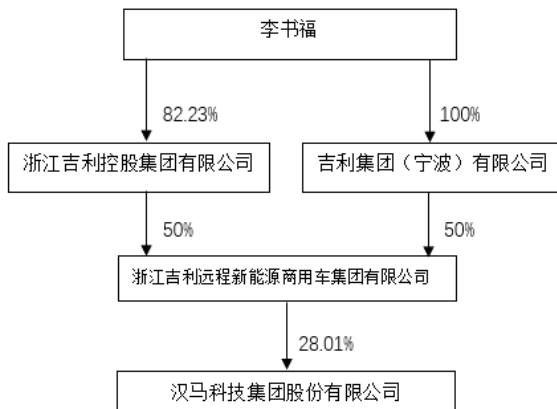 李书福
82.23%
100%
浙江吉利控股集团有限公司
吉利集团（宁波）有限公司
50%
50%
浙江吉利远程新能源商用车集团有限公司
28.01%
汉马科技集团股份有限公司